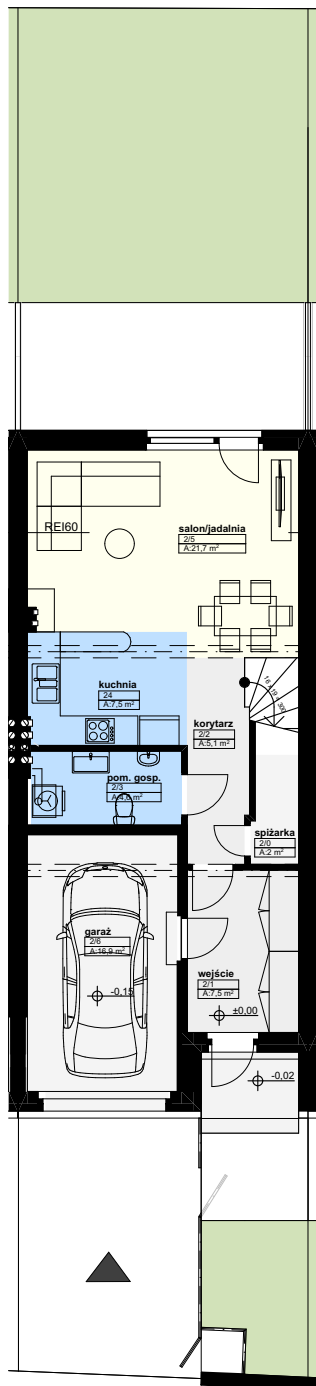 REI60
salon/jadalnia
2/5
A:21,7 m²
kuchnia
24
A:7,5 m²
korytarz
2/2
A:5,1 m²
pom. gosp.
2/3
spiżarka
2/0
A:2 m²
garaż
2/6
A:16,9 m²
-0,15
wejście
2/1
A:7,5 m²
±0,00
-0,02